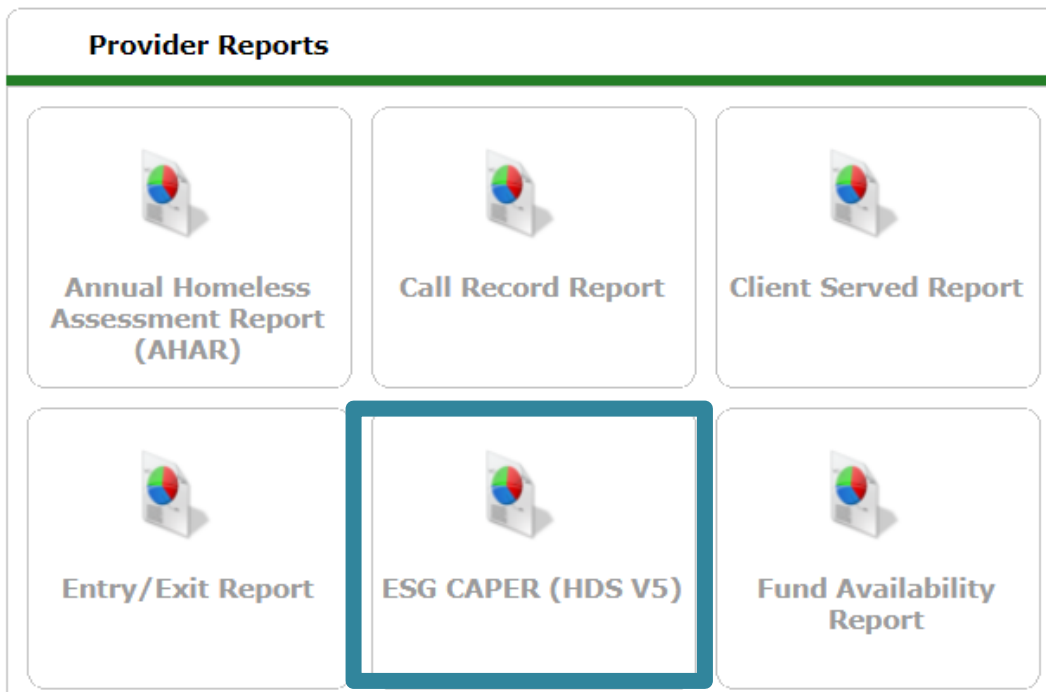 Provider Reports
Annual Homeless
Assessment Report
(AHAR)
Call Record Report
Client Served Report
Entry/Exit Report
ESG CAPER (HDS V5)
Fund Availability
Report